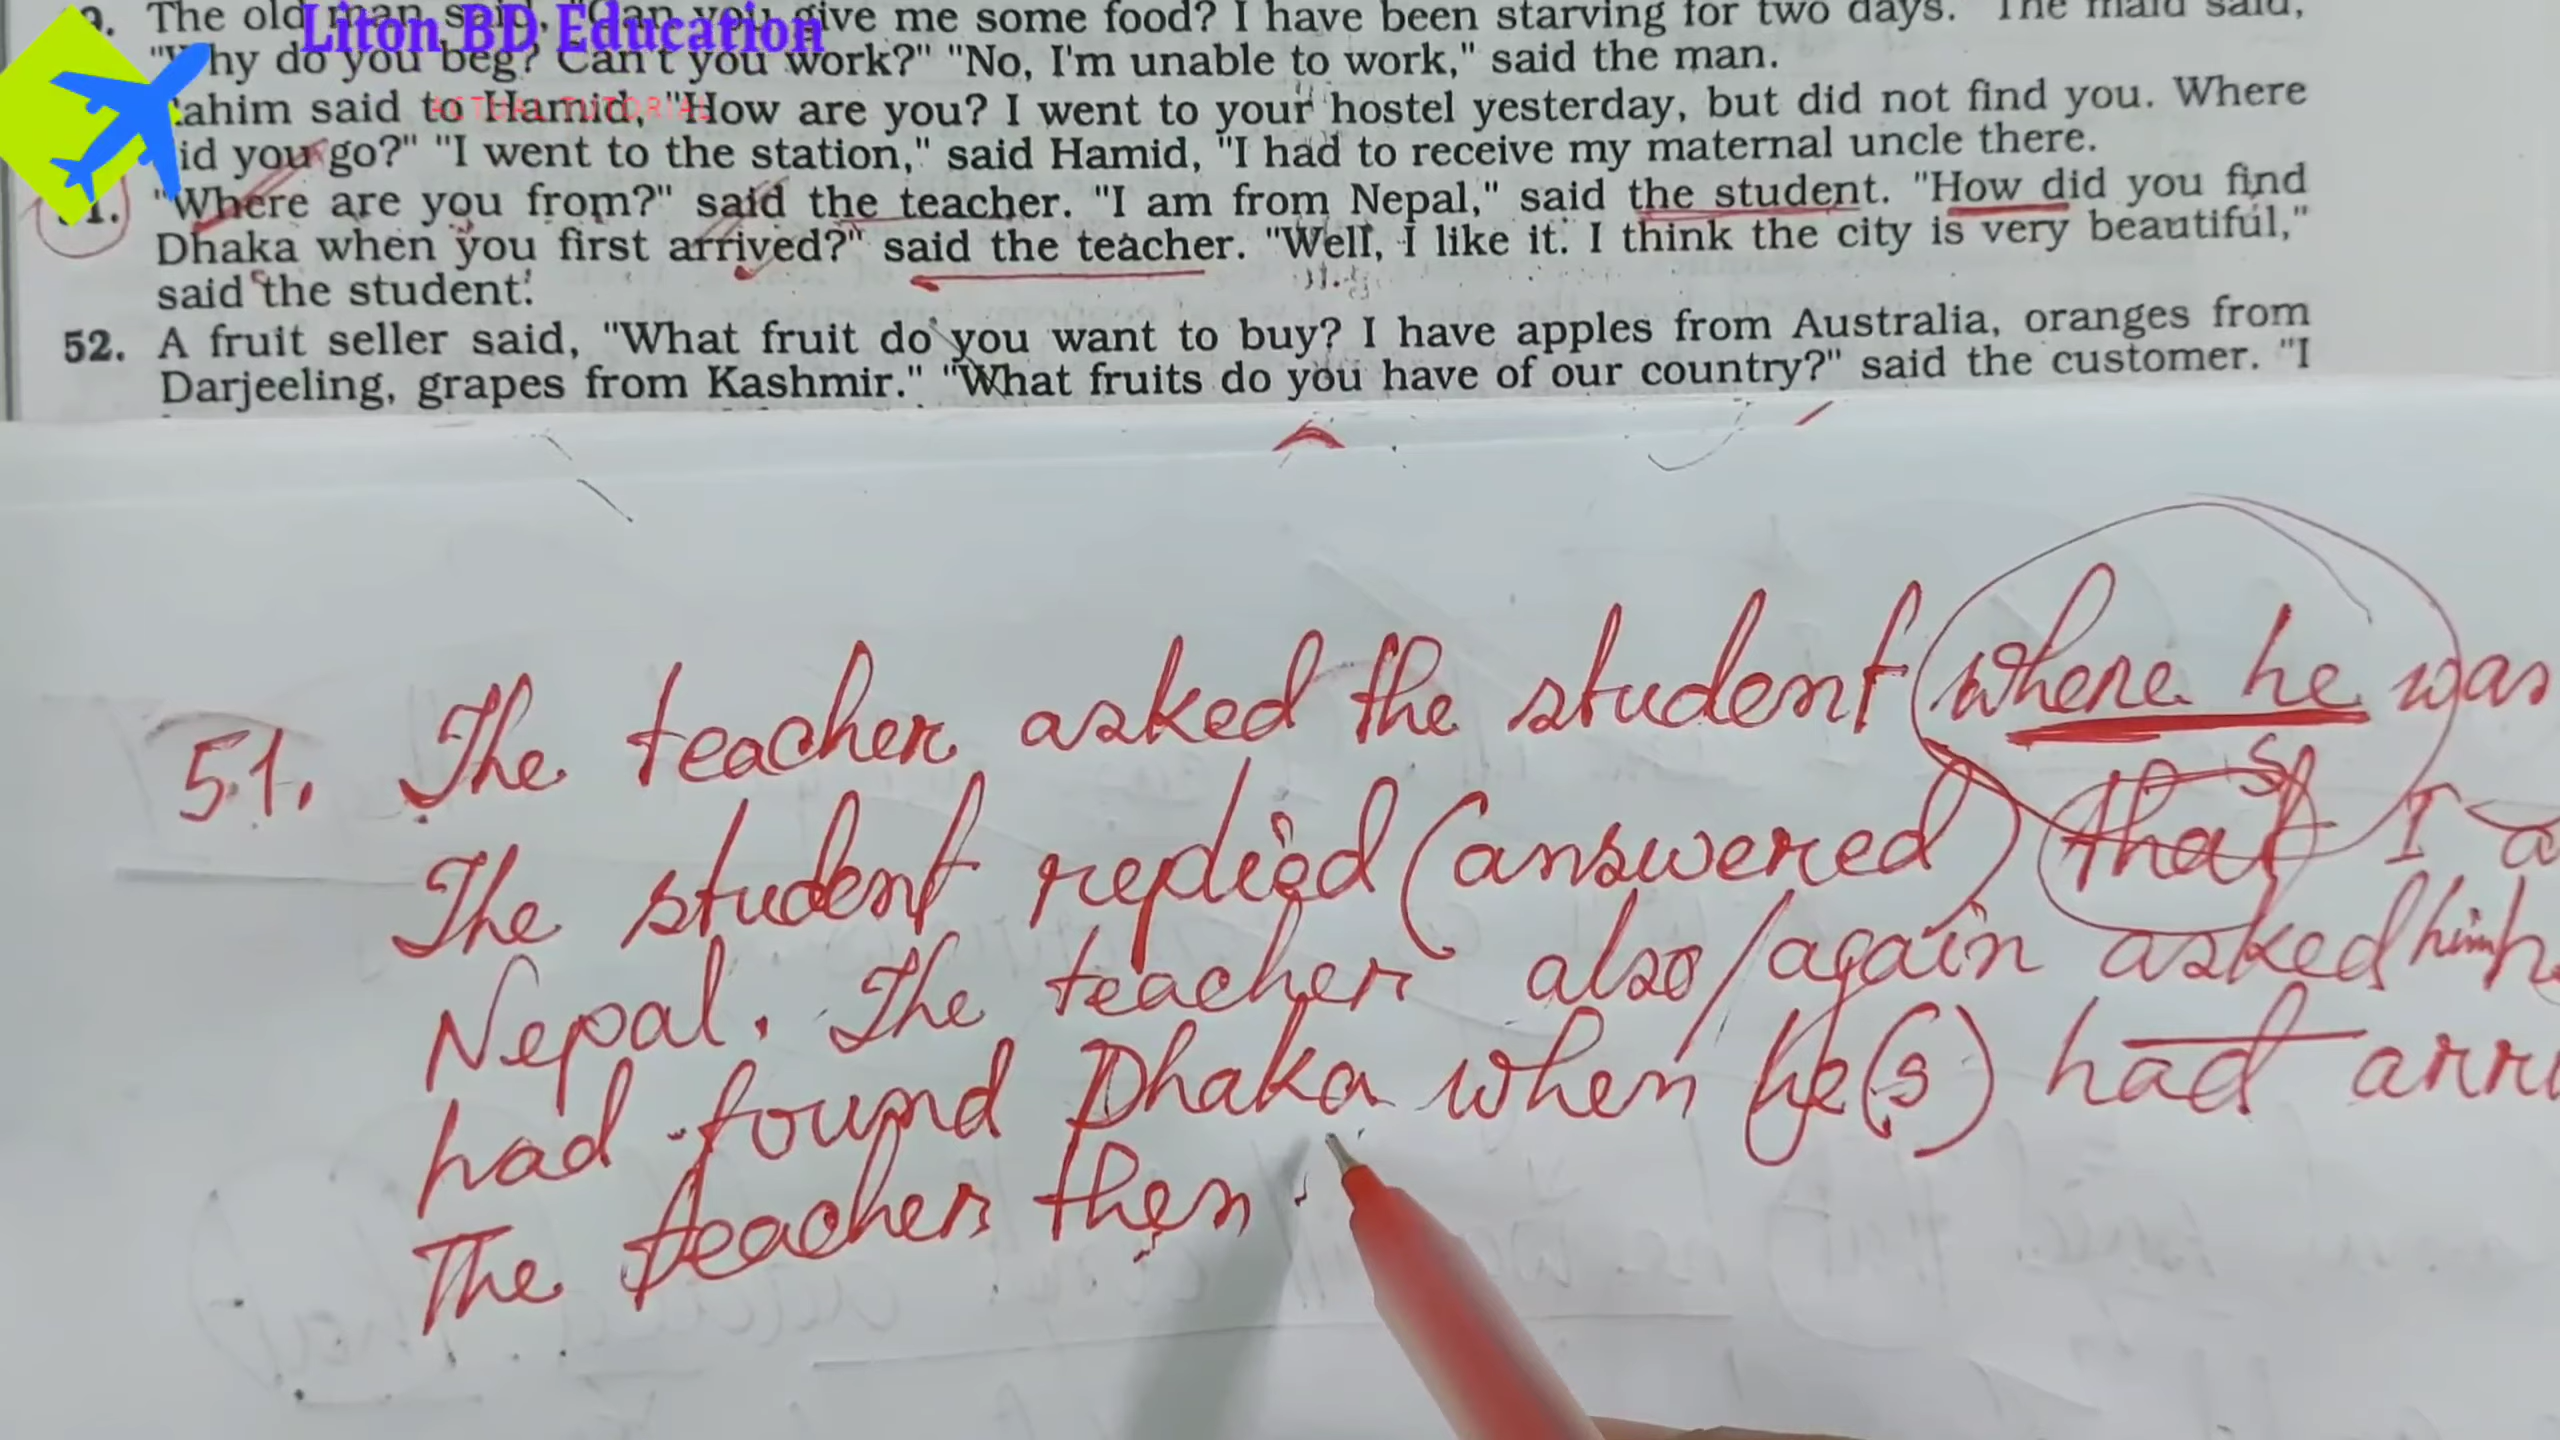 The old man said, "Can you give me some food? I have been starving for two days." The maid said,
Liton BD Education
"Why do you beg? Can't you work?" "No, I'm unable to work," said the man.
ahim said to Hamid, "How are you? I went to your hostel yesterday, but did not find you. Where
id you go?" "I went to the station," said Hamid, "I had to receive my maternal uncle there.
"Where are you from?" said the teacher. "I am from Nepal," said the student. "How did you find
Dhaka when you first arrived?" said the teacher. "Well, I like it. I think the city is very beautiful,"
said the student.
52. A fruit seller said, "What fruit do you want to buy? I have apples from Australia, oranges from
Darjeeling, grapes from Kashmir." "What fruits do you have of our country?" said the customer. "I
51. The teacher asked the student where he was
The student replied (answered) that I
Nepal. The teacher also/again asked him
had found Dhaka when he(s) had arri
The teacher then